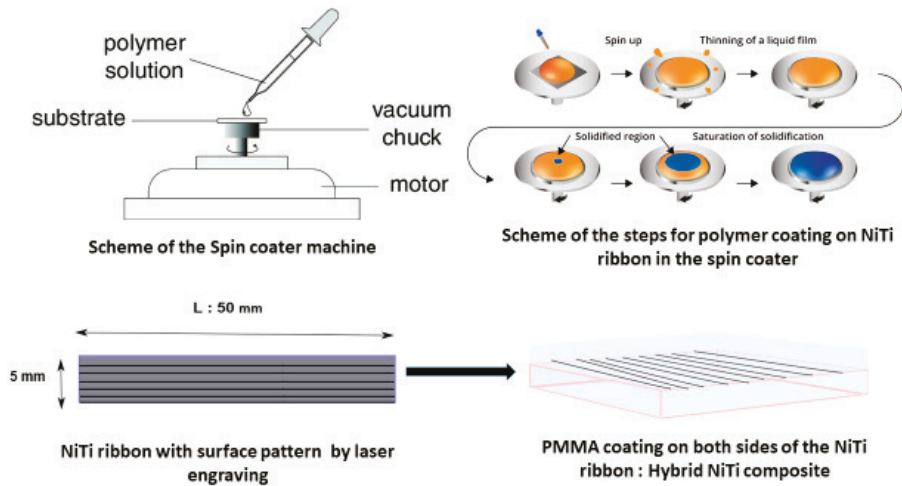 polymer
solution
substrate
vacuum
chuck
motor
Scheme of the Spin coater machine
Spin up
Thinning of a liquid film
Solidified region
Saturation of solidification
Scheme of the steps for polymer coating on NiTi
ribbon in the spin coater
L : 50 mm
5 mm
NiTi ribbon with surface pattern by laser
engraving
PMMA coating on both sides of the NiTi
ribbon : Hybrid NiTi composite